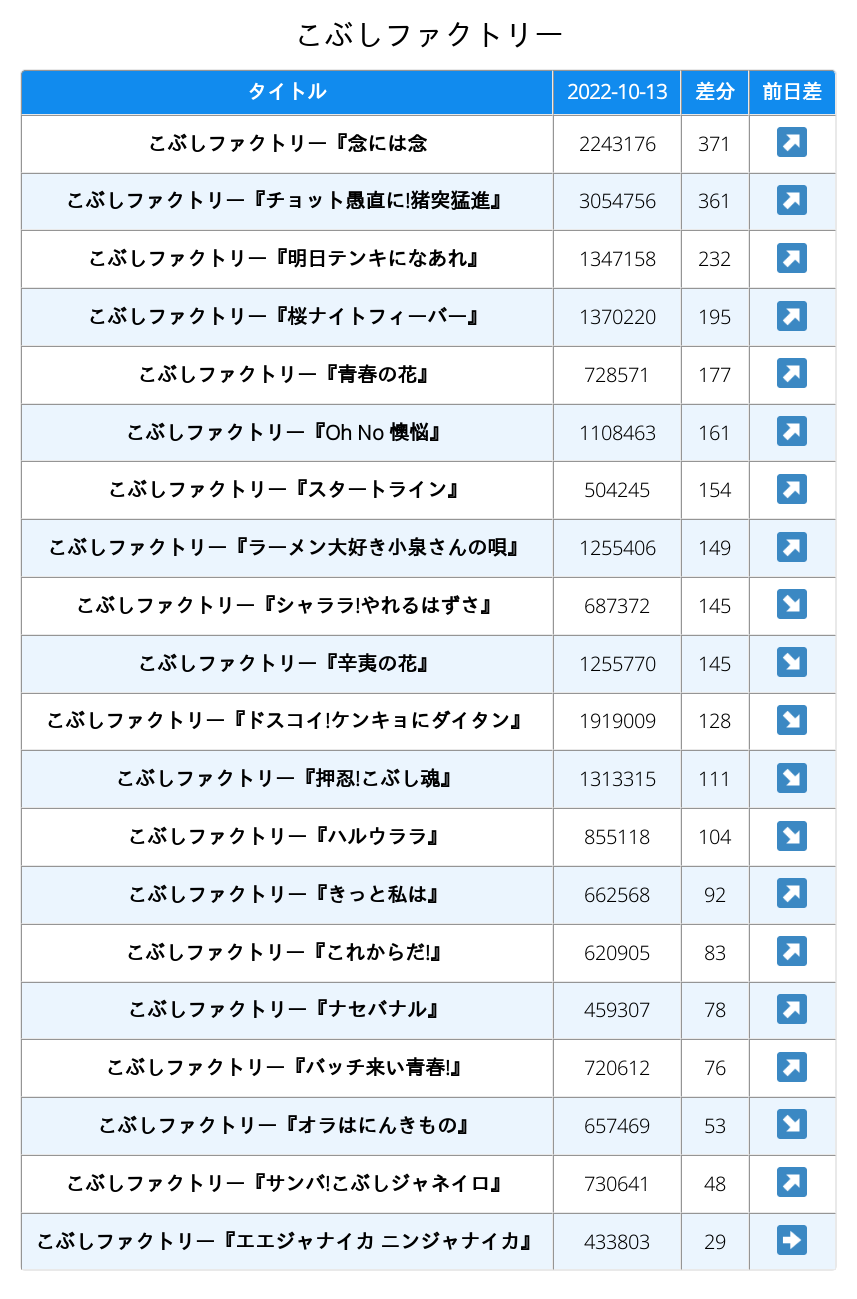 こぶしファクトリー
タイトル 2022-10-13 差分 前日差
こぶしファクトリー『念には念 2243176 371 ↗
こぶしファクトリー『チョット愚直に!猪突猛進』 3054756 361 ↗
こぶしファクトリー『明日テンキになあれ』 1347158 232 ↗
こぶしファクトリー『桜ナイトフィーバー』 1370220 195 ↗
こぶしファクトリー『青春の花』 728571 177 ↗
こぶしファクトリー『Oh No 懊悩』 1108463 161 ↗
こぶしファクトリー『スタートライン』 504245 154 ↗
こぶしファクトリー『ラーメン大好き小泉さんの唄』 1255406 149 ↗
こぶしファクトリー『シャララ!やれるはずさ』 687372 145 ↘
こぶしファクトリー『辛夷の花』 1255770 145 ↘
こぶしファクトリー『ドスコイ!ケンキョにダイタン』 1919009 128 ↘
こぶしファクトリー『押忍!こぶし魂』 1313315 111 ↘
こぶしファクトリー『ハルウララ』 855118 104 ↘
こぶしファクトリー『きっと私は』 662568 92 ↗
こぶしファクトリー『これからだ!』 620905 83 ↗
こぶしファクトリー『ナセバナル』 459307 78 ↗
こぶしファクトリー『バッチ来い青春!』 720612 76 ↗
こぶしファクトリー『オラはにんきもの』 657469 53 ↘
こぶしファクトリー『サンバ!こぶしジャネイロ』 730641 48 ↗
こぶしファクトリー『エエジャナイカ ニンジャナイカ』 433803 29 →